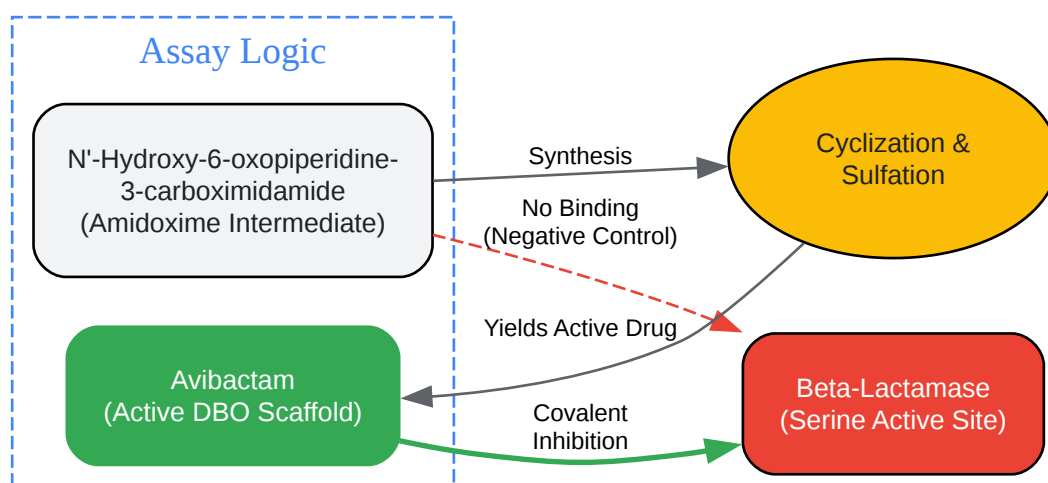 Assay Logic
N'-Hydroxy-6-oxopiperidine-
3-carboximidamide
(Amidoxime Intermediate)
Synthesis
Cyclization &
Sulfation
No Binding
(Negative Control)
Yields Active Drug
Avibactam
(Active DBO Scaffold)
Covalent
Inhibition
Beta-Lactamase
(Serine Active Site)